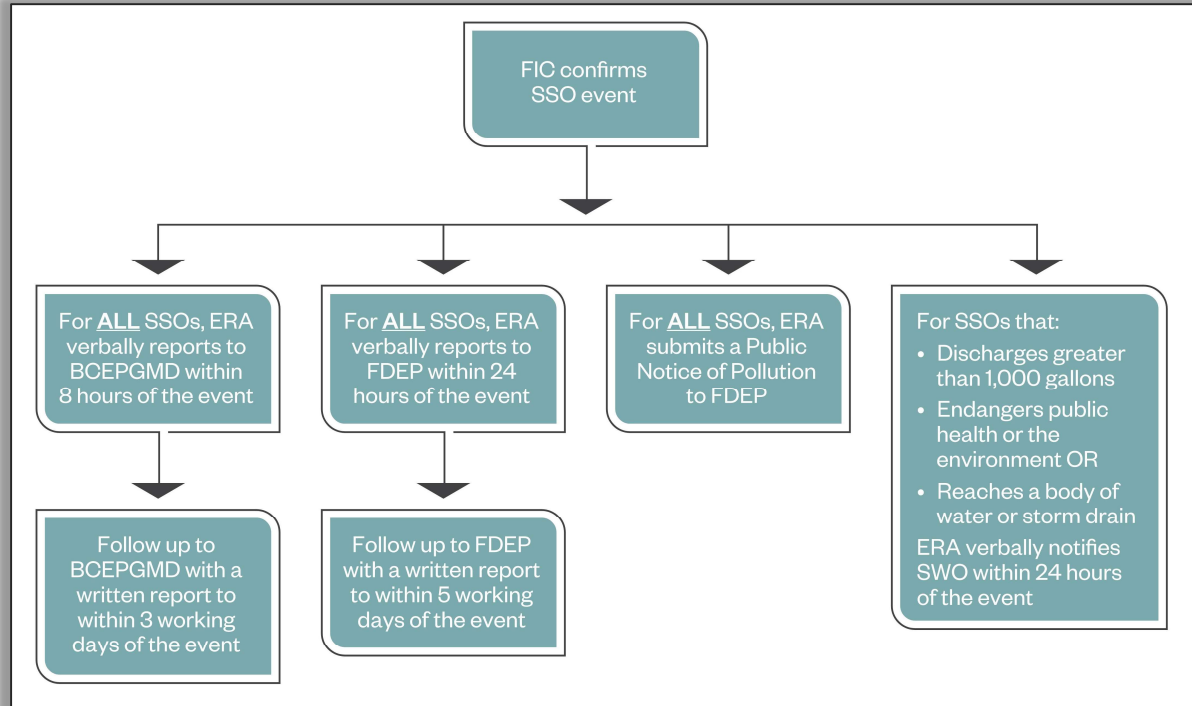 FIC confirms
SSO event
For ALL SSOs, ERA
verbally reports to
BCEPGMD within
8 hours of the event
For ALL SSOs, ERA
verbally reports to
FDEP within 24
hours of the event
For ALL SSOs, ERA
submits a Public
Notice of Pollution
to FDEP
For SSOs that:
• Discharges greater
than 1,000 gallons
• Endangers public
health or the
environment OR
• Reaches a body of
water or storm drain
ERA verbally notifies
SWO within 24 hours
of the event
Follow up to
BCEPGMD with a
written report to
within 3 working
days of the event
Follow up to FDEP
with a written report
to within 5 working
days of the event